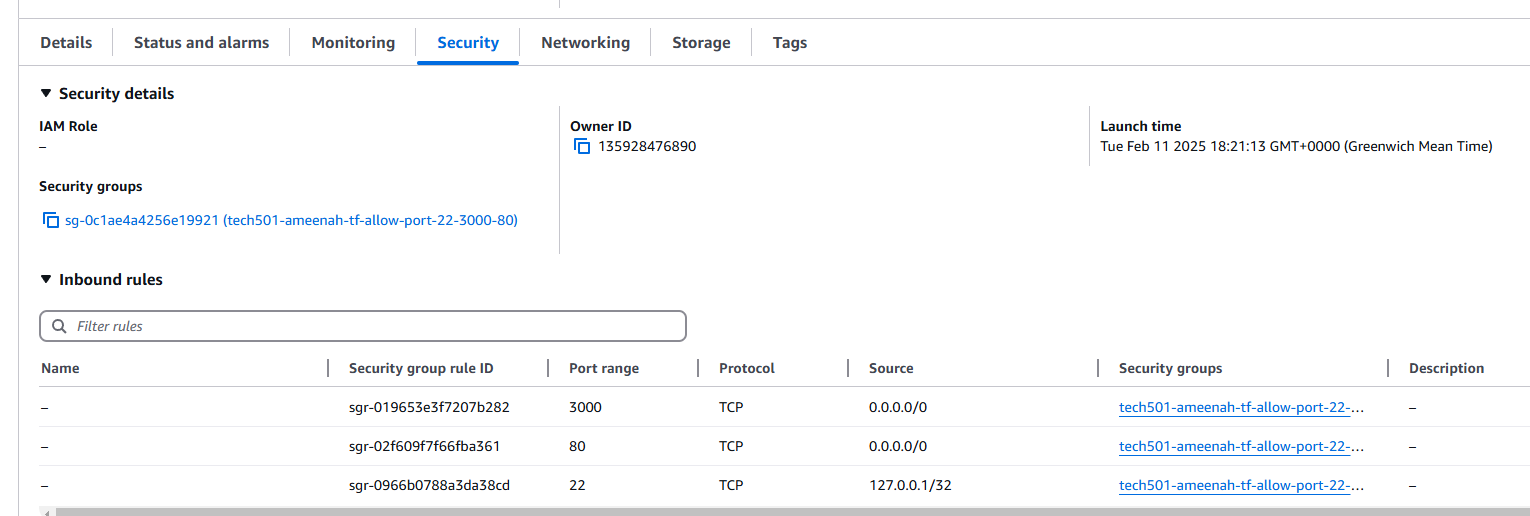 Details Status and alarms Monitoring Security Networking Storage Tags
Security details
IAM Role Owner ID Launch time
– 135928476890 Tue Feb 11 2025 18:21:13 GMT+0000 (Greenwich Mean Time)
Security groups
sg-0c1ae4a4256e19921 (tech501-ameenah-tf-allow-port-22-3000-80)
Inbound rules
Filter rules
Name Security group rule ID Port range Protocol Source Security groups Description
– sgr-019653e3f7207b282 3000 TCP 0.0.0.0/0 tech501-ameenah-tf-allow-port-22-... –
– sgr-02f609f7f66fba361 80 TCP 0.0.0.0/0 tech501-ameenah-tf-allow-port-22-... –
– sgr-0966b0788a3da38cd 22 TCP 127.0.0.1/32 tech501-ameenah-tf-allow-port-22-... –